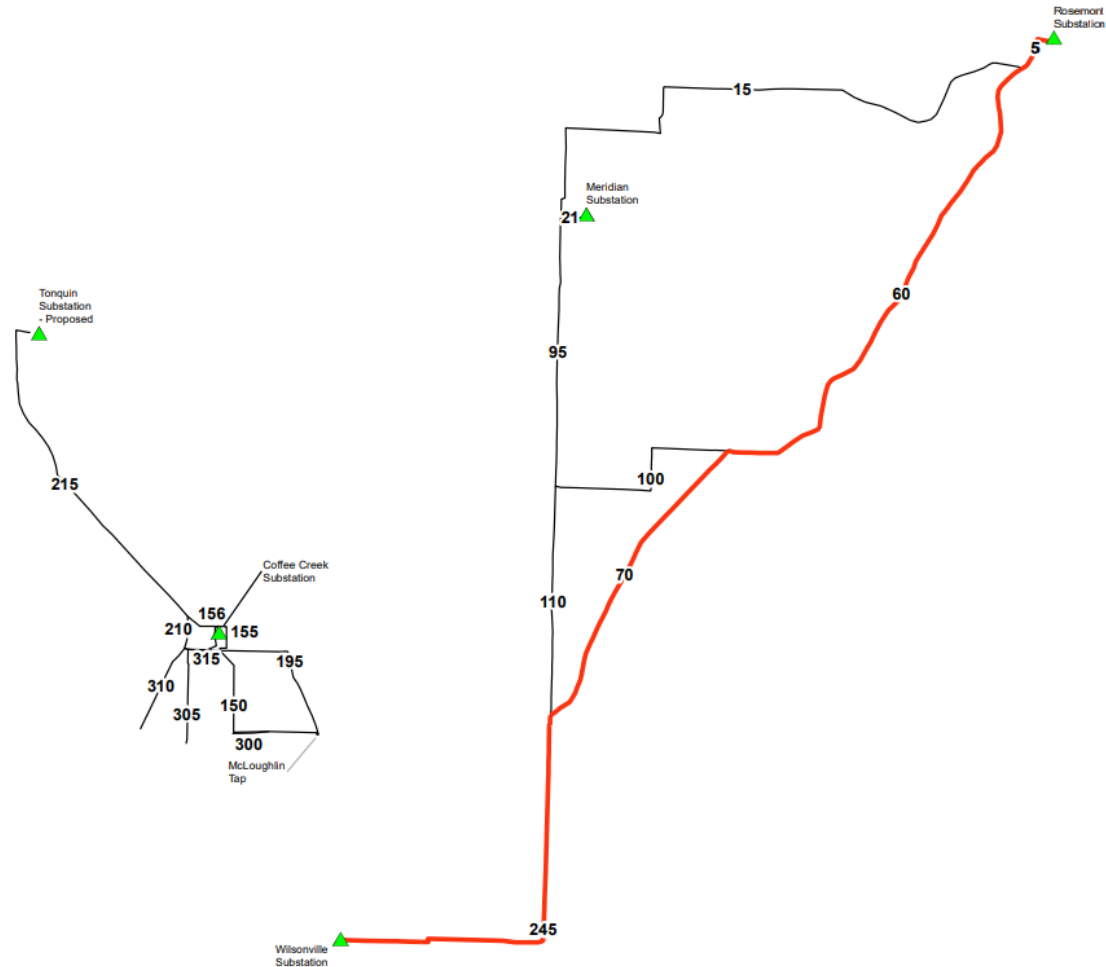 Rosemont
Substation
5
15
Meridian
Substation
21
60
Tonquin
Substation
- Proposed
95
215
100
Coffee Creek
Substation
70
156
110
210
155
315
195
310
150
305
300
McLoughlin
Tap
245
Wilsonville
Substation